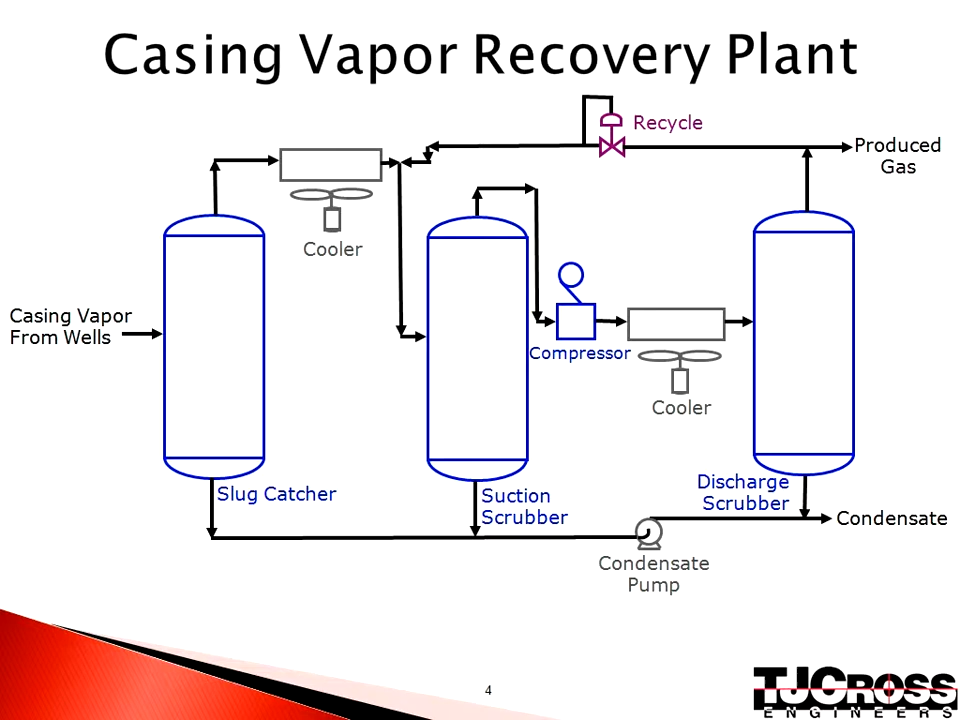 Casing Vapor Recovery Plant
Recycle
Produced
Gas
Cooler
Casing Vapor
From Wells
Compressor
Cooler
Slug Catcher
Suction
Scrubber
Discharge
Scrubber
Condensate
Condensate
Pump
4
TJCROSS
ENGINEERS